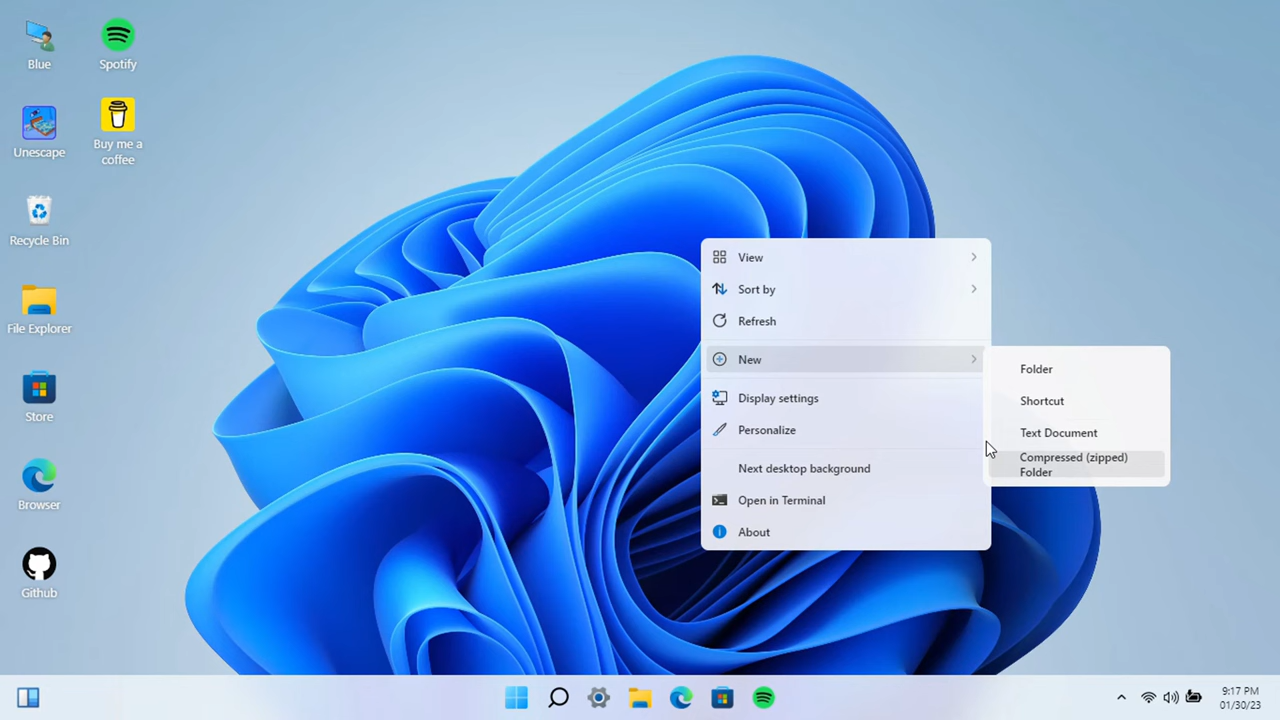 Blue
Spotify
Unescape
Buy me a
coffee
Recycle Bin
File Explorer
Store
Browser
Github
View
Sort by
Refresh
New
Display settings
Personalize
Next desktop background
Open in Terminal
About
Folder
Shortcut
Text Document
Compressed (zipped)
Folder
9:17 PM
01/30/23